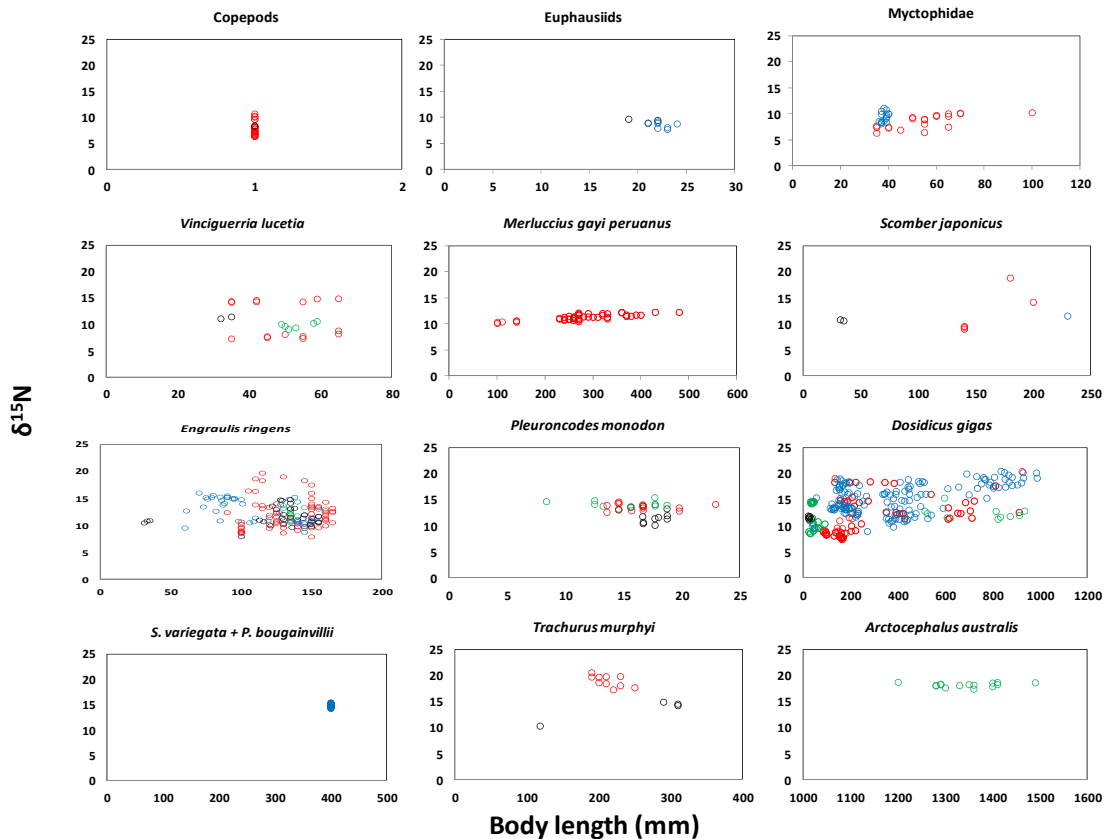 Copepods
Euphausiids
Myctophidae
25
20
15
10
5
0
0 1 2
25
20
15
10
5
0
0 10 20 30
25
20
15
10
5
0
0 20 40 60 80 100 120
Vinciguerria lucetia
Merluccius gayi peruanus
Scomber japonicus
25
20
15
10
5
0
0 20 40 60 80
25
20
15
10
5
0
0 100 200 300 400 500 600
25
20
15
10
5
0
0 50 100 150 200 250
δ15N
Engraulis ringens
Pleuroncodes monodon
Dosidicus gigas
25
20
15
10
5
0
0 50 100 150 200
25
20
15
10
5
0
0 5 10 15 20 25
25
20
15
10
5
0
0 200 400 600 800 1000 1200
S. variegata + P. bougainvillii
Trachurus murphyi
Arctocephalus australis
25
20
15
10
5
0
0 100 200 300 400 500
25
20
15
10
5
0
0 100 200 300 400
25
20
15
10
5
0
1000 1100 1200 1300 1400 1500 1600
Body length (mm)